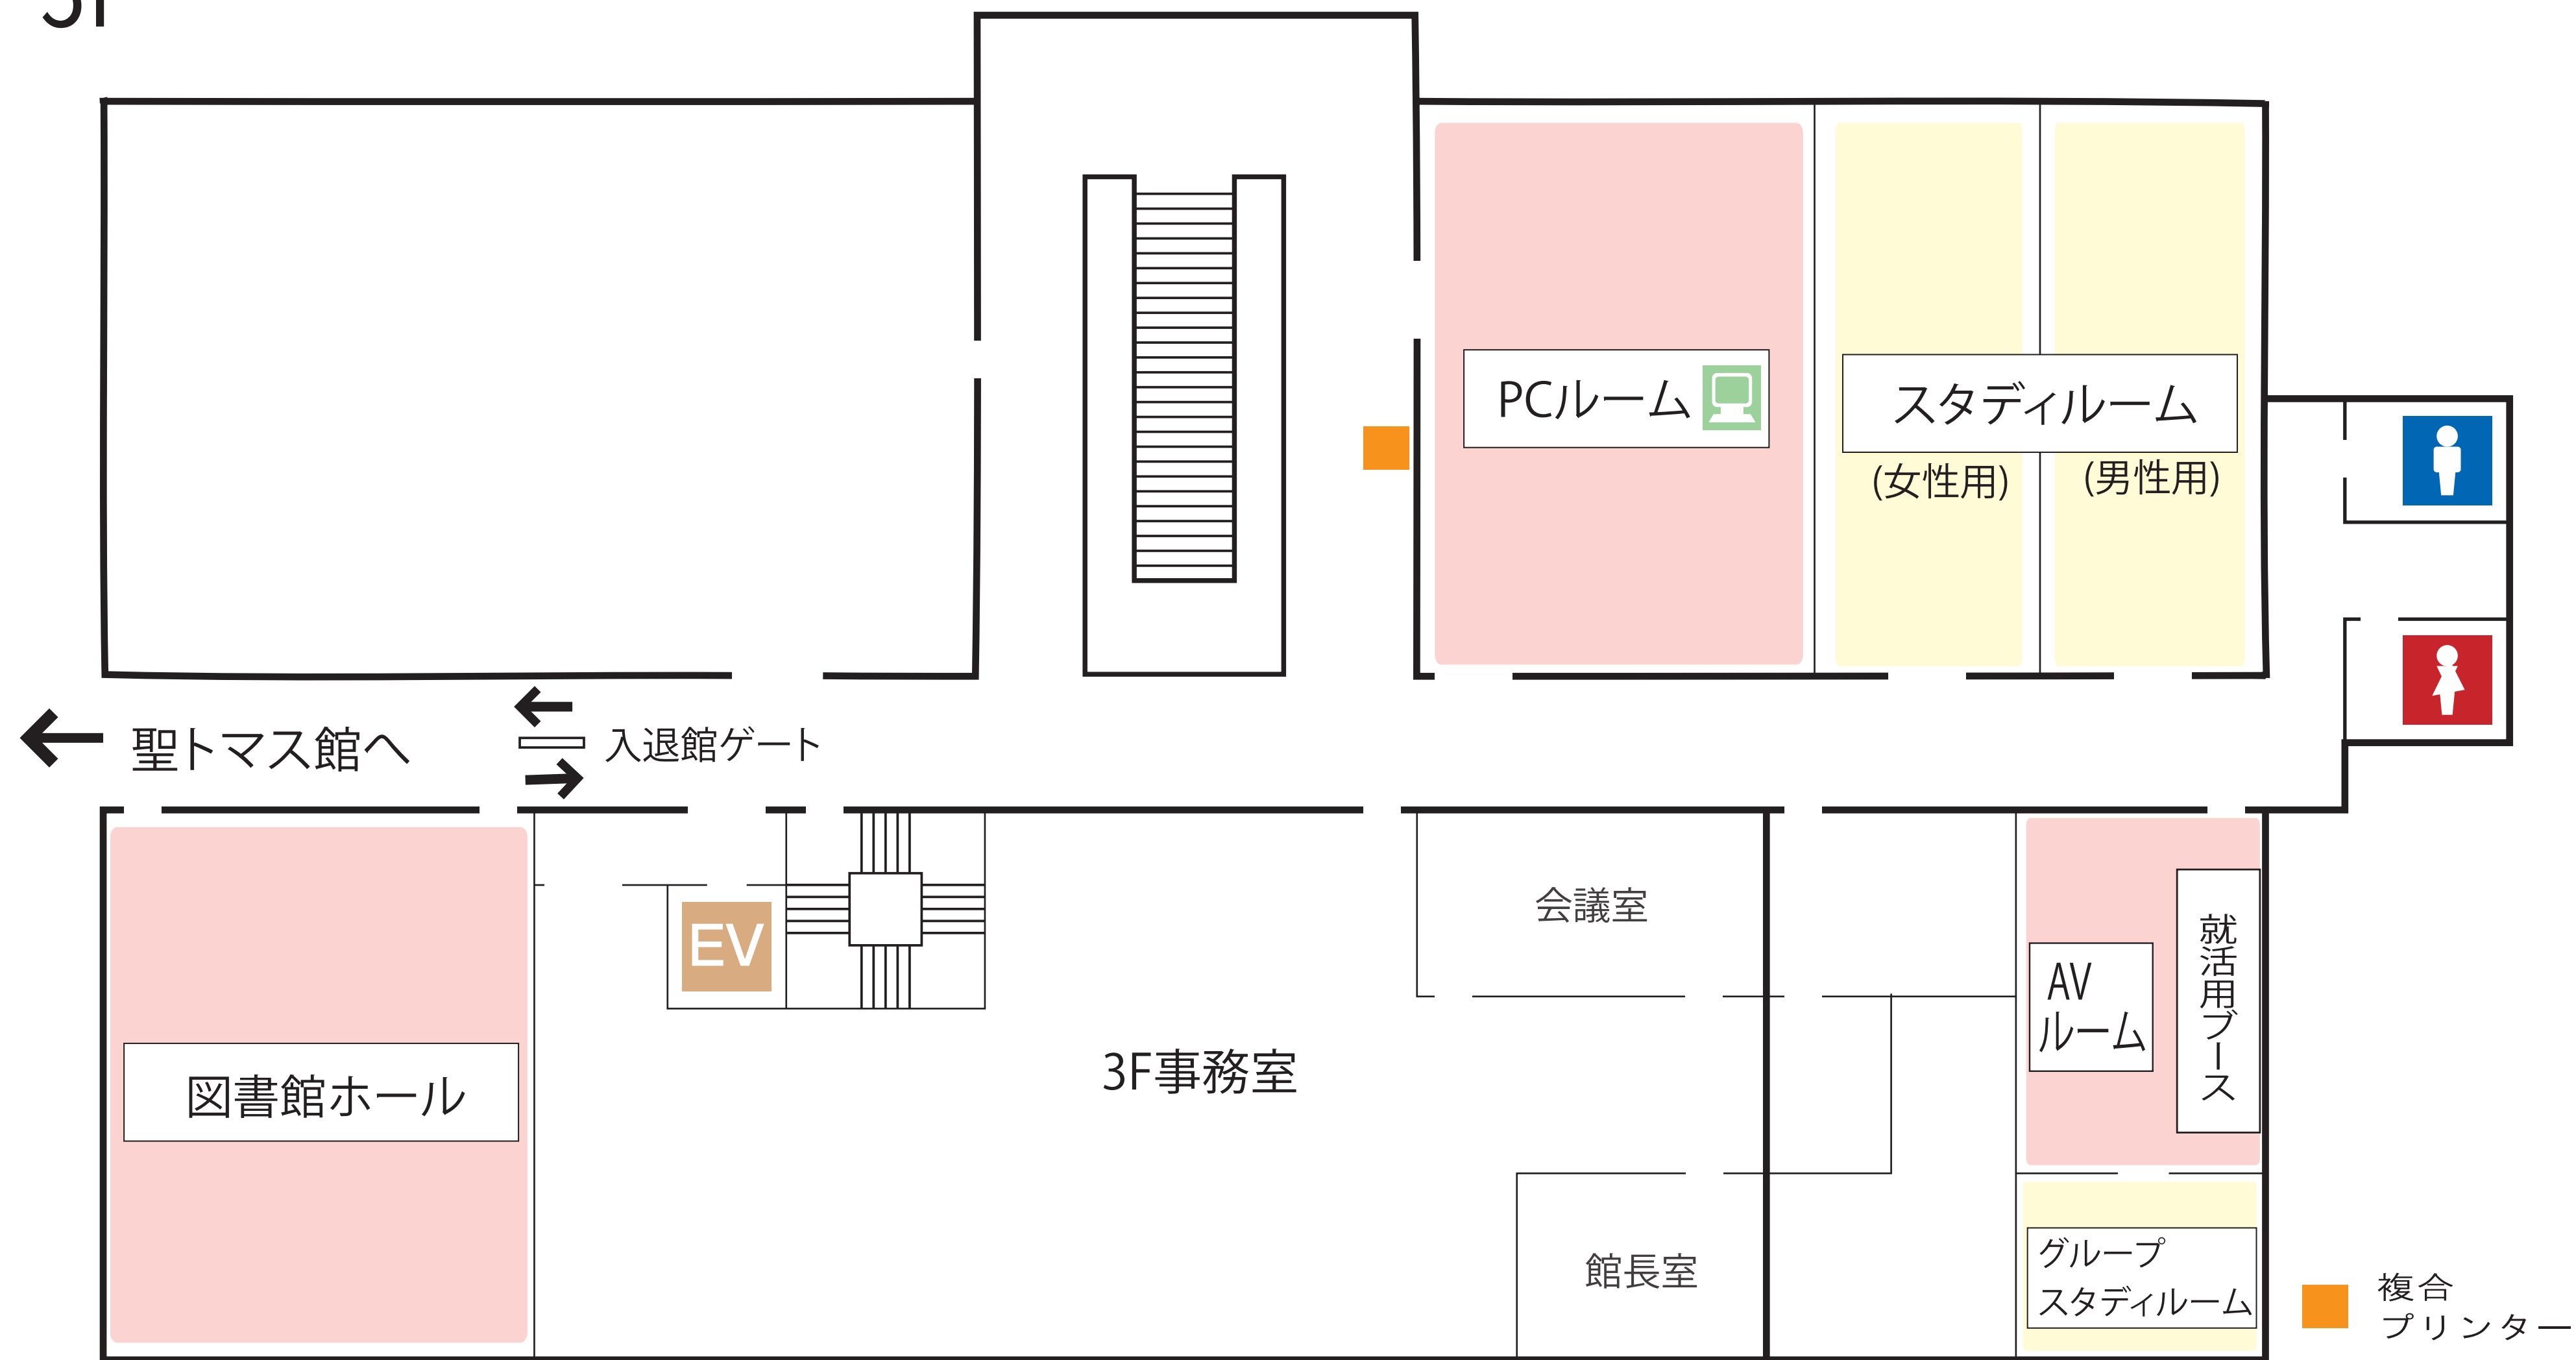 PCルーム
スタディルーム
(女性用)
(男性用)
聖トマス館へ
入退館ゲート
EV
会議室
AV
ルーム
就活用ブース
図書館ホール
3F事務室
館長室
グループ
スタディルーム
複合
プリンター